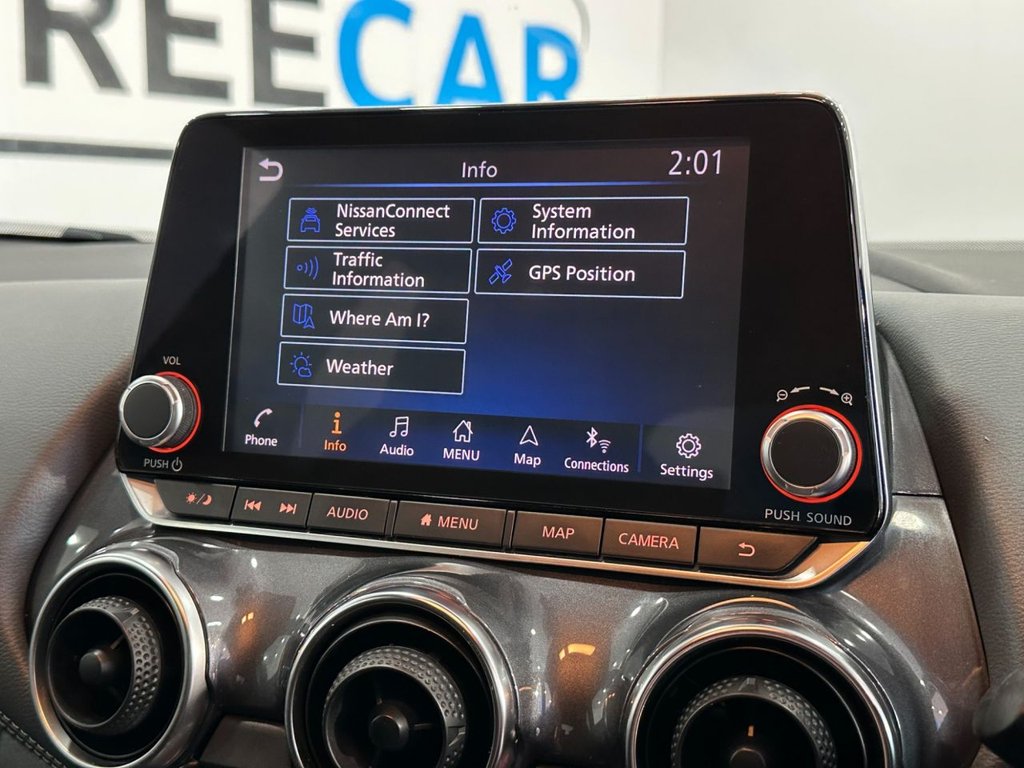 REECAR
Info
2:01
NissanConnect
Services
System
Information
Traffic
Information
GPS Position
Where Am I?
Weather
VOL
Phone
Info
Audio
MENU
Map
Connections
Settings
PUSH
PUSH SOUND
AUDIO
MENU
MAP
CAMERA